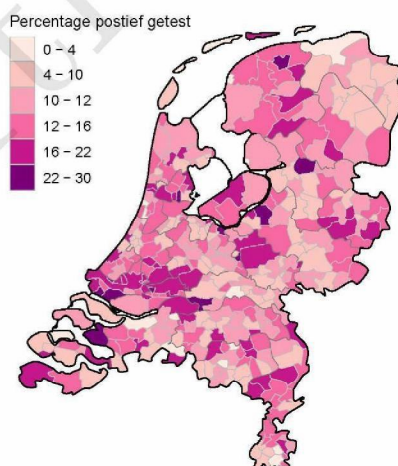 Percentage postief getest
0 – 4
4 – 10
10 – 12
12 – 16
16 – 22
22 – 30